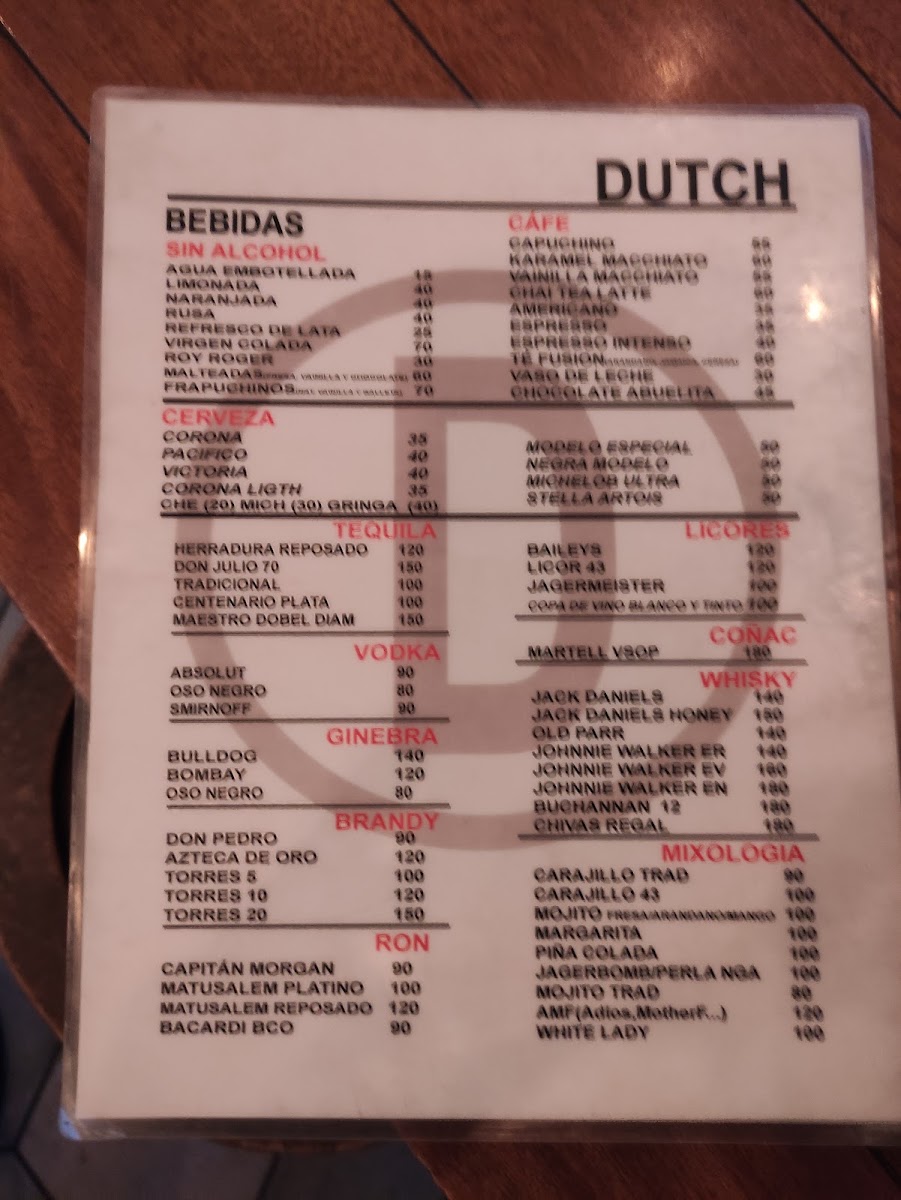 DUTCH
BEBIDAS
SIN ALCOHOL
AGUA EMBOTELLADA 15
LIMONADA 40
NARANJADA 40
RUSA 40
REFRESCO DE LATA 25
VIRGEN COLADA 70
ROY ROGER 30
MALTEADAS(FRESA, VAINILLA Y CHOCOLATE) 60
FRAPUCHINOS 70
CÁFE
CAPUCHINO 55
KARAMEL MACCHIATO 60
VAINILLA MACCHIATO 55
CHAI TEA LATTE 60
AMERICANO 35
ESPRESSO 35
ESPRESSO INTENSO 40
TÉ FUSION 60
VASO DE LECHE 30
CHOCOLATE ABUELITA 45
CERVEZA
CORONA 35
PACIFICO 40
VICTORIA 40
CORONA LIGTH 35
CHE (20) MICH (30) GRINGA (40)
MODELO ESPECIAL 50
NEGRA MODELO 50
MICHELOB ULTRA 50
STELLA ARTOIS 50
TEQUILA
HERRADURA REPOSADO 120
DON JULIO 70 150
TRADICIONAL 100
CENTENARIO PLATA 100
MAESTRO DOBEL DIAM 150
VODKA
ABSOLUT 90
OSO NEGRO 80
SMIRNOFF 90
GINEBRA
BULLDOG 140
BOMBAY 120
OSO NEGRO 80
BRANDY
DON PEDRO 90
AZTECA DE ORO 120
TORRES 5 100
TORRES 10 120
TORRES 20 150
RON
CAPITÁN MORGAN 90
MATUSALEM PLATINO 100
MATUSALEM REPOSADO 120
BACARDI BCO 90
LICORES
BAILEYS 120
LICOR 43 120
JAGERMEISTER 100
COPA DE VINO BLANCO Y TINTO 100
COÑAC
MARTELL VSOP 180
WHISKY
JACK DANIELS 140
JACK DANIELS HONEY 150
OLD PARR 140
JOHNNIE WALKER ER 140
JOHNNIE WALKER EV 160
JOHNNIE WALKER EN 180
BUCHANNAN 12 180
CHIVAS REGAL 180
MIXOLOGIA
CARAJILLO TRAD 90
CARAJILLO 43 100
MOJITO FRESA/ARANDANO/MANGO 100
MARGARITA 100
PIÑA COLADA 100
JAGERBOMB/PERLA NGA 100
MOJITO TRAD 80
AMF(Adios,MotherF...) 120
WHITE LADY 100
D